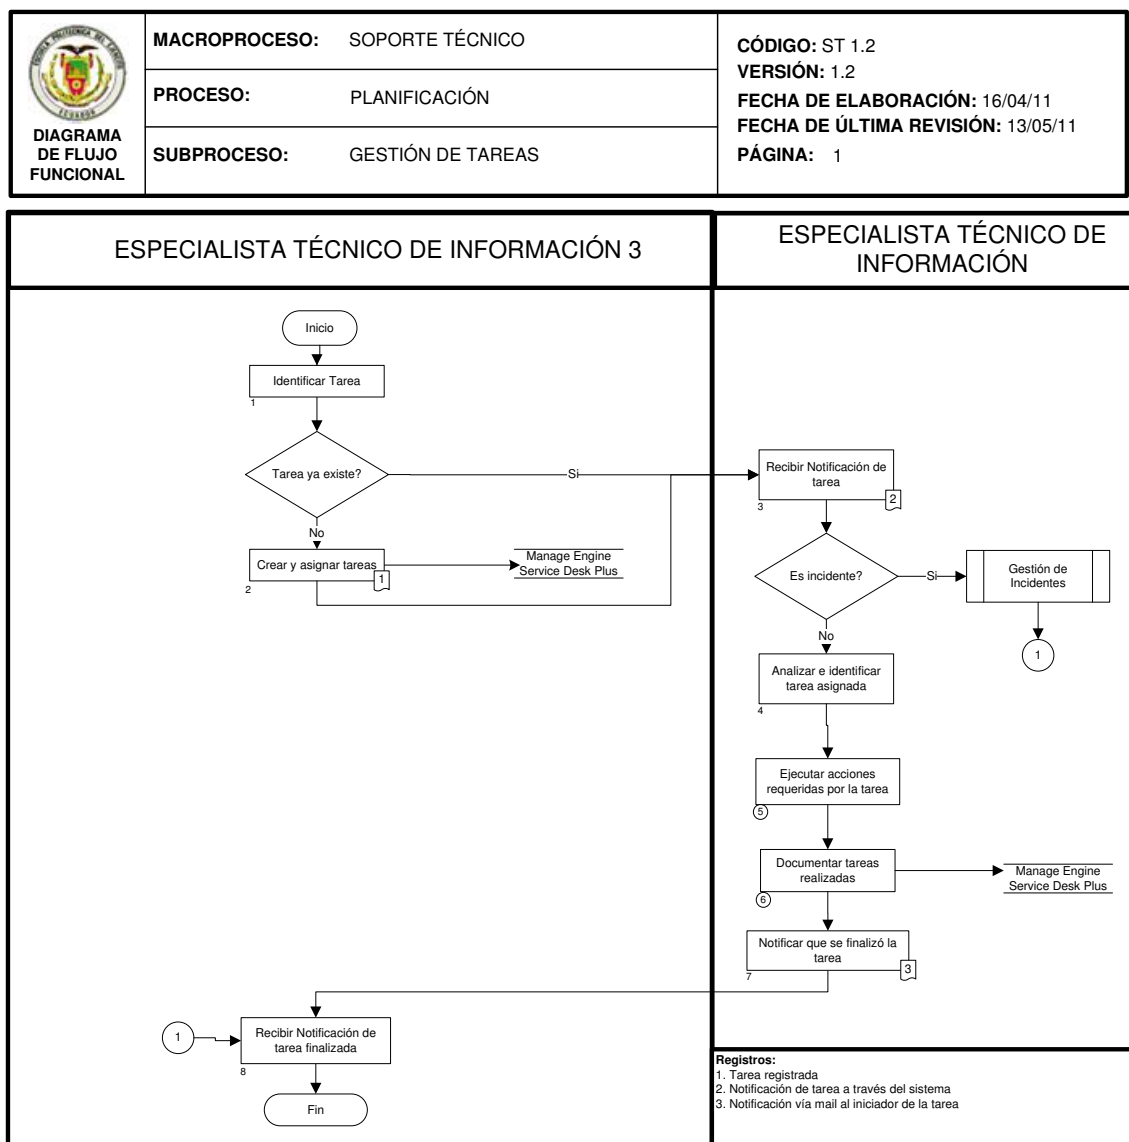 ESCUELA POLITECNICA DEL EJERCITO
ECUADOR
DIAGRAMA
DE FLUJO
FUNCIONAL
MACROPROCESO: SOPORTE TÉCNICO
PROCESO: PLANIFICACIÓN
SUBPROCESO: GESTIÓN DE TAREAS
CÓDIGO: ST 1.2
VERSIÓN: 1.2
FECHA DE ELABORACIÓN: 16/04/11
FECHA DE ÚLTIMA REVISIÓN: 13/05/11
PÁGINA: 1
ESPECIALISTA TÉCNICO DE INFORMACIÓN 3
ESPECIALISTA TÉCNICO DE
INFORMACIÓN
Inicio
Identificar Tarea
1
Tarea ya existe?
Si
No
Crear y asignar tareas
1
2
Manage Engine
Service Desk Plus
Recibir Notificación de
tarea
2
3
Es incidente?
Si
Gestión de
Incidentes
1
No
Analizar e identificar
tarea asignada
4
Ejecutar acciones
requeridas por la tarea
5
Documentar tareas
realizadas
6
Manage Engine
Service Desk Plus
Notificar que se finalizó la
tarea
3
7
1
Recibir Notificación de
tarea finalizada
8
Fin
Registros:
1. Tarea registrada
2. Notificación de tarea a través del sistema
3. Notificación vía mail al iniciador de la tarea